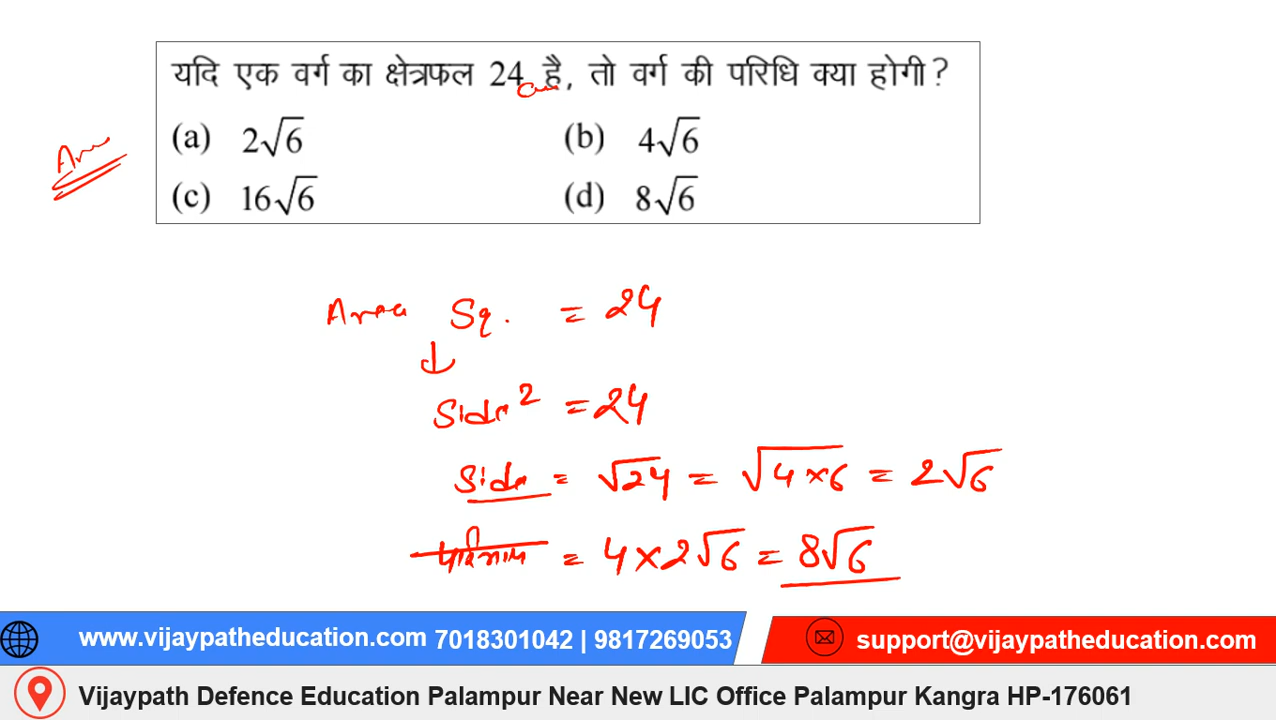 यदि एक वर्ग का क्षेत्रफल 24 है, तो वर्ग की परिधि क्या होगी?
(a) 2√6 (b) 4√6
(c) 16√6 (d) 8√6
Area Sq. = 24
Side² = 24
Side = √24 = √4×6 = 2√6
परिमाप = 4×2√6 = 8√6
www.vijaypatheducation.com 7018301042 | 9817269053 support@vijaypatheducation.com
Vijaypath Defence Education Palampur Near New LIC Office Palampur Kangra HP-176061